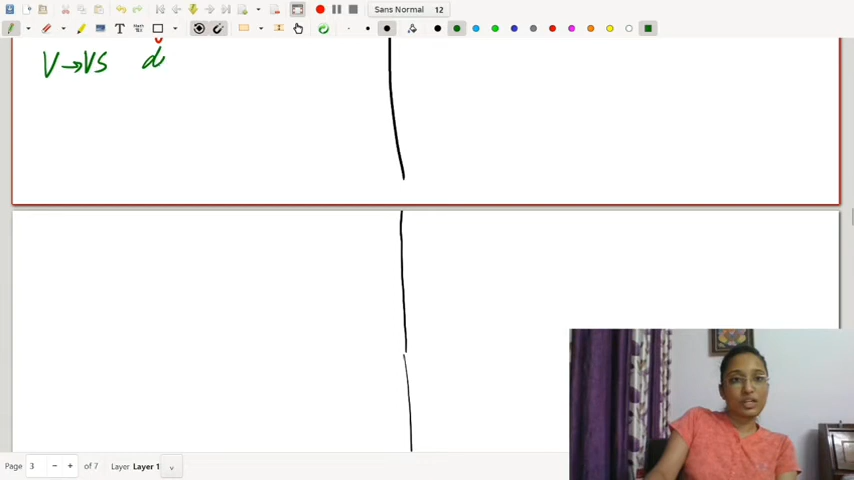 Sans Normal 12
V→VS d
Page 3 of 7 Layer Layer 1